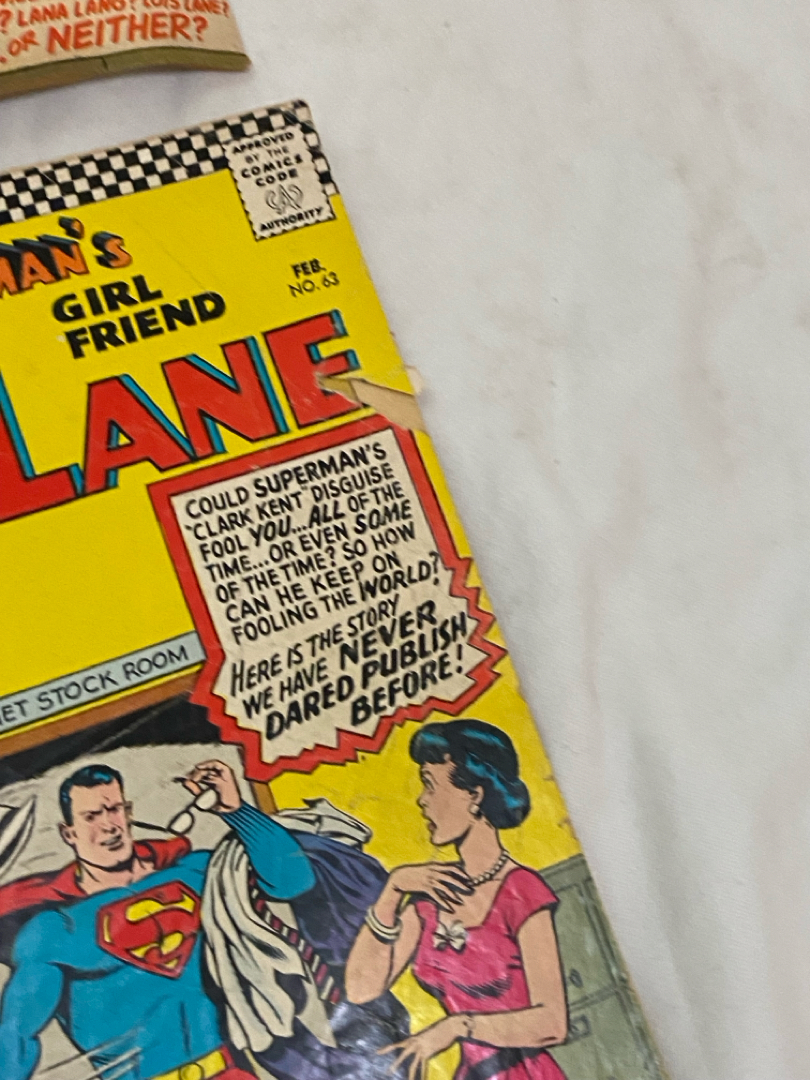 ? LANA LANG? LOIS LANE?
OR NEITHER?
APPROVED
BY THE
COMICS
CODE
AUTHORITY
MAN'S
GIRL
FRIEND
FEB.
NO. 63
LANE
COULD SUPERMAN'S
"CLARK KENT" DISGUISE
FOOL YOU...ALL OF THE
TIME...OR EVEN SOME
OF THE TIME? SO HOW
CAN HE KEEP ON
FOOLING THE WORLD?
HERE IS THE STORY
WE HAVE NEVER
DARED PUBLISH
BEFORE!
ET STOCK ROOM
S